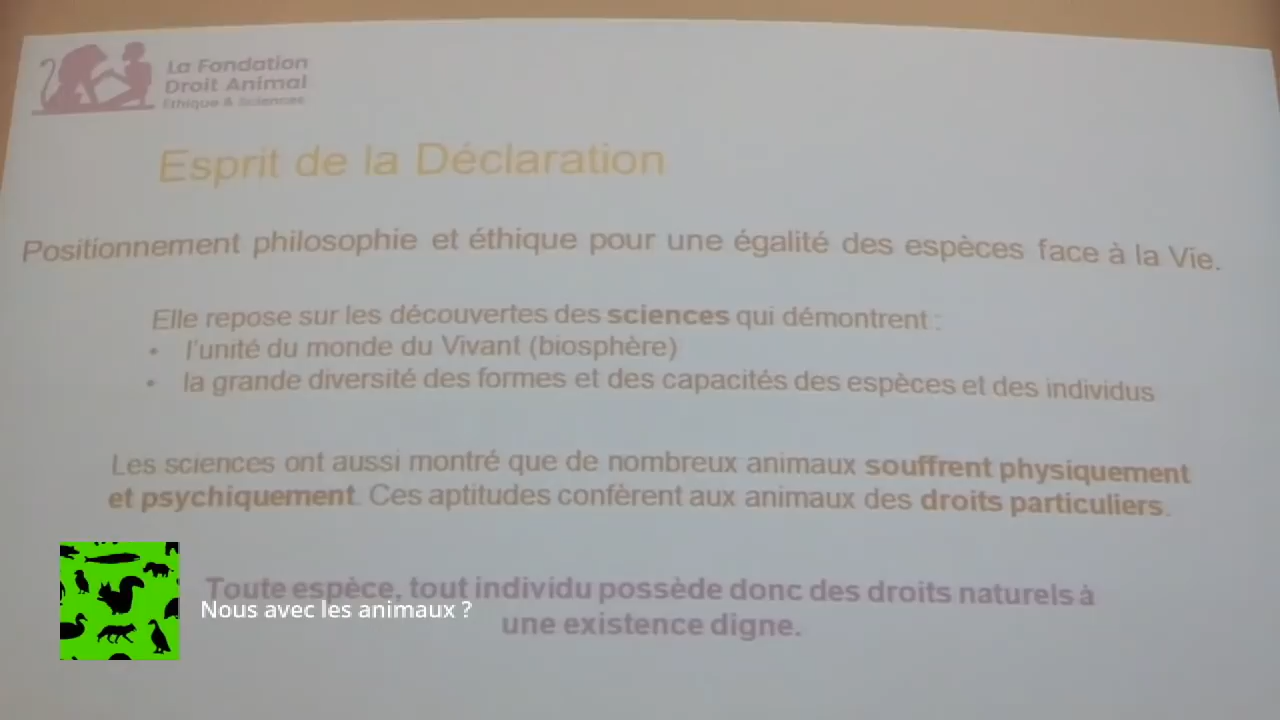 La Fondation
Droit Animal
Ethique & Sciences
Esprit de la Déclaration
Positionnement philosophie et éthique pour une égalité des espèces face à la Vie.
Elle repose sur les découvertes des sciences qui démontrent :
• l'unité du monde du Vivant (biosphère)
• la grande diversité des formes et des capacités des espèces et des individus
Les sciences ont aussi montré que de nombreux animaux souffrent physiquement
et psychiquement. Ces aptitudes confèrent aux animaux des droits particuliers.
Toute espèce, tout individu possède donc des droits naturels à
une existence digne.
Nous avec les animaux ?